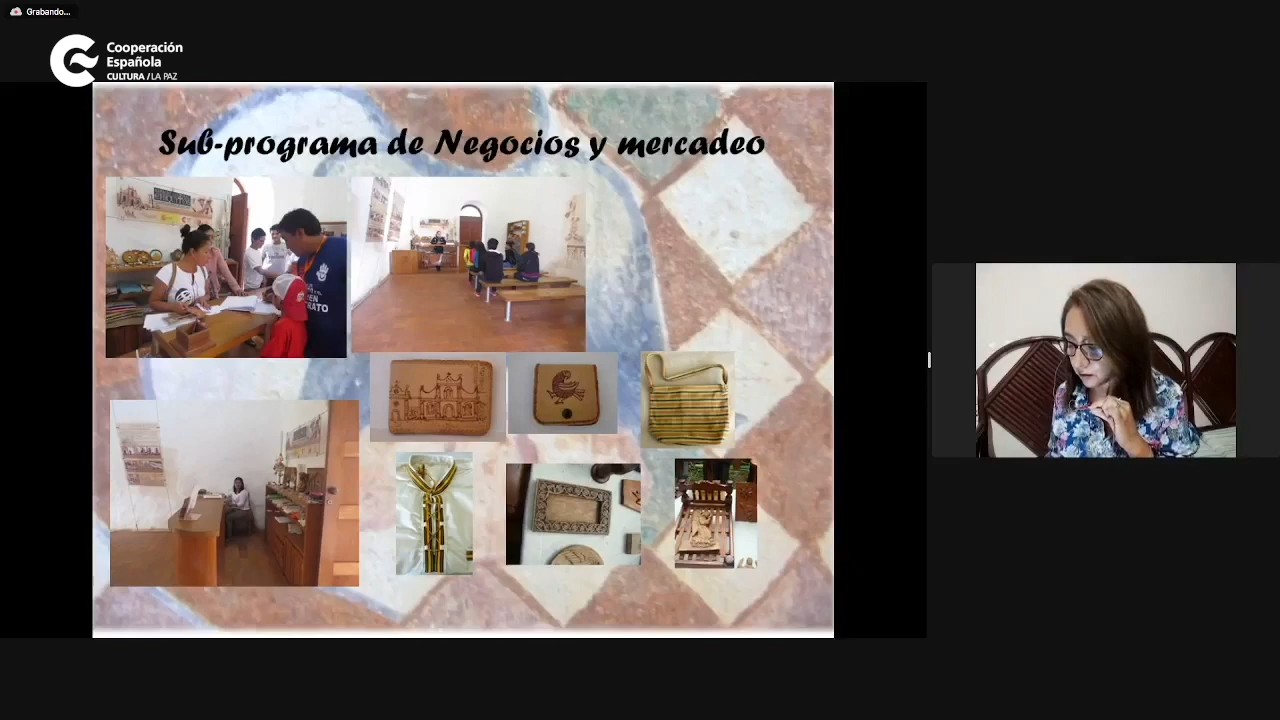 Grabando...
Cooperación
Española
CULTURA / LA PAZ
Sub-programa de Negocios y mercadeo